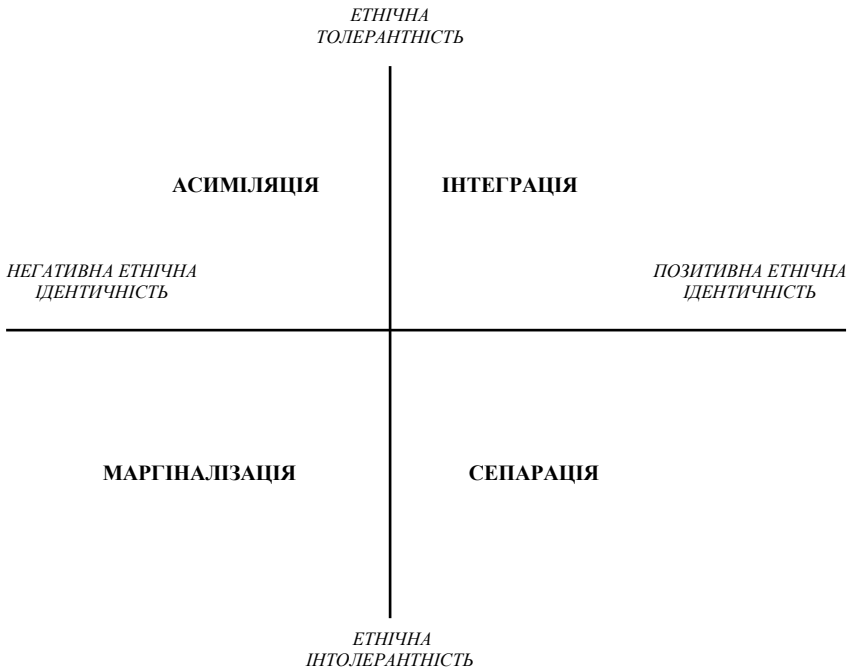 ЕТНІЧНА
ТОЛЕРАНТНІСТЬ
АСИМІЛЯЦІЯ
ІНТЕГРАЦІЯ
НЕГАТИВНА ЕТНІЧНА
ІДЕНТИЧНІСТЬ
ПОЗИТИВНА ЕТНІЧНА
ІДЕНТИЧНІСТЬ
МАРГІНАЛІЗАЦІЯ
СЕПАРАЦІЯ
ЕТНІЧНА
ІНТОЛЕРАНТНІСТЬ